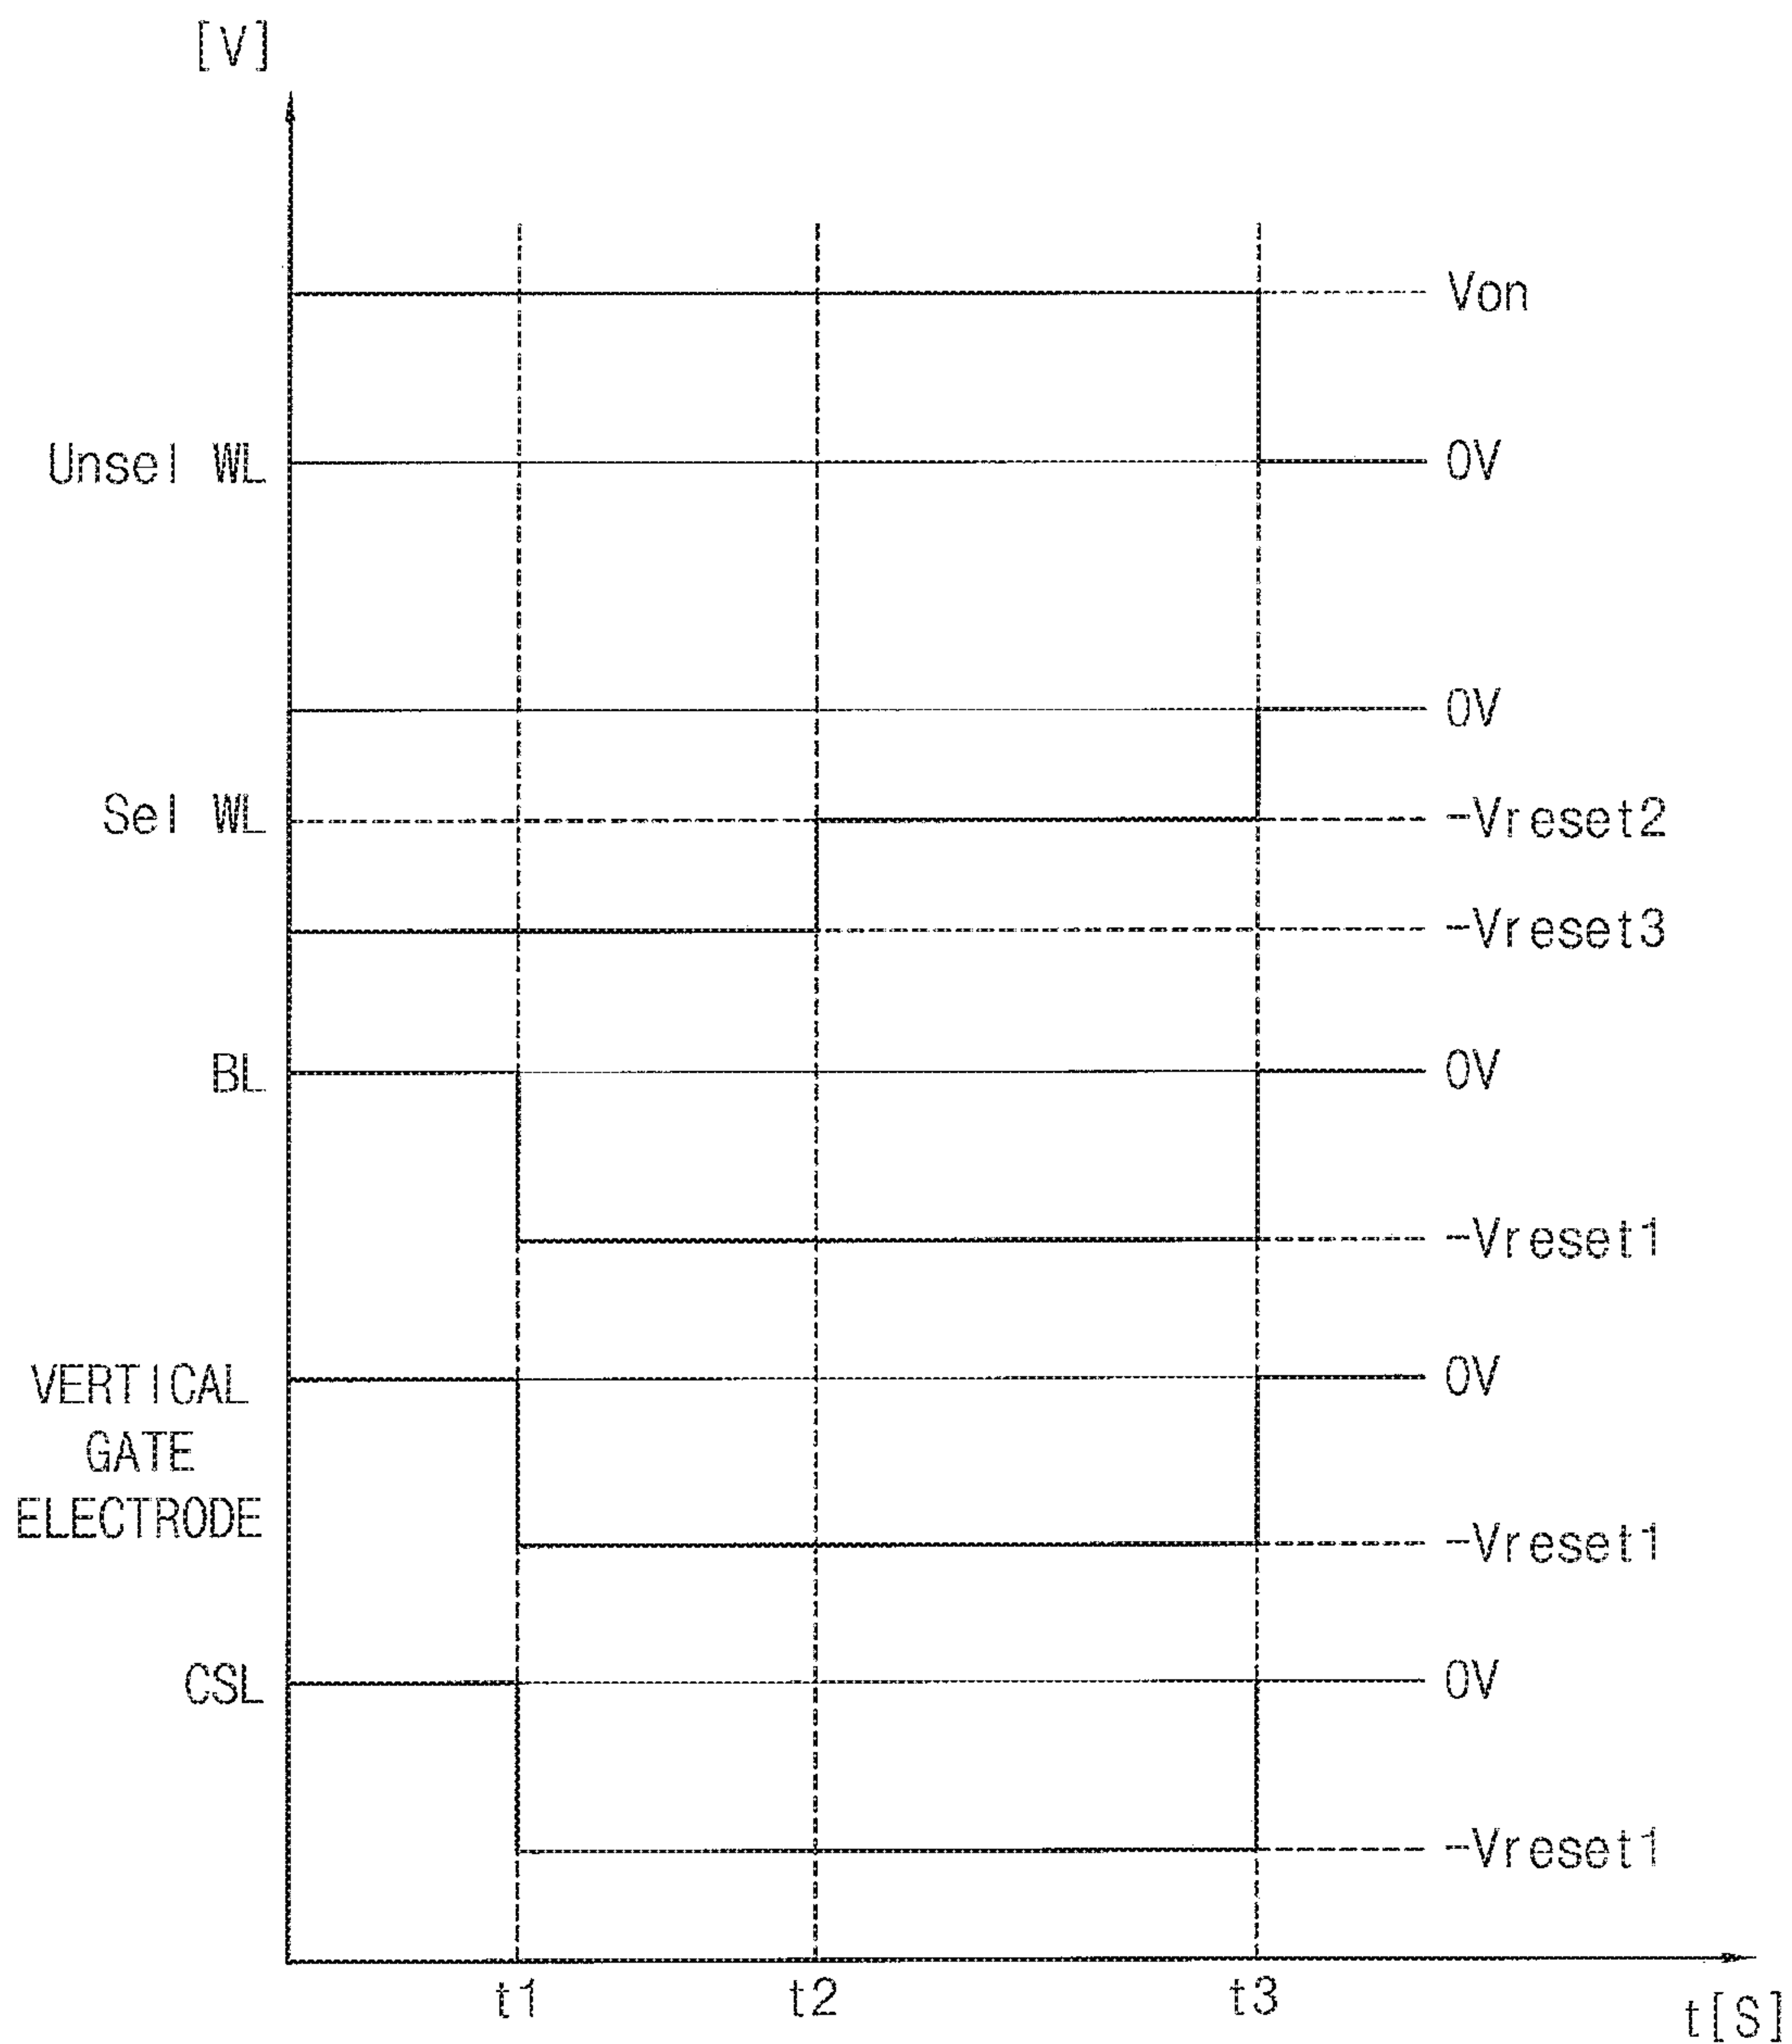 [V]
Von
Unsel WL
0V
0V
Sel WL
-Vreset2
-Vreset3
BL
0V
-Vreset1
VERTICAL
GATE
ELECTRODE
0V
-Vreset1
CSL
0V
-Vreset1
t1
t2
t3
t[S]